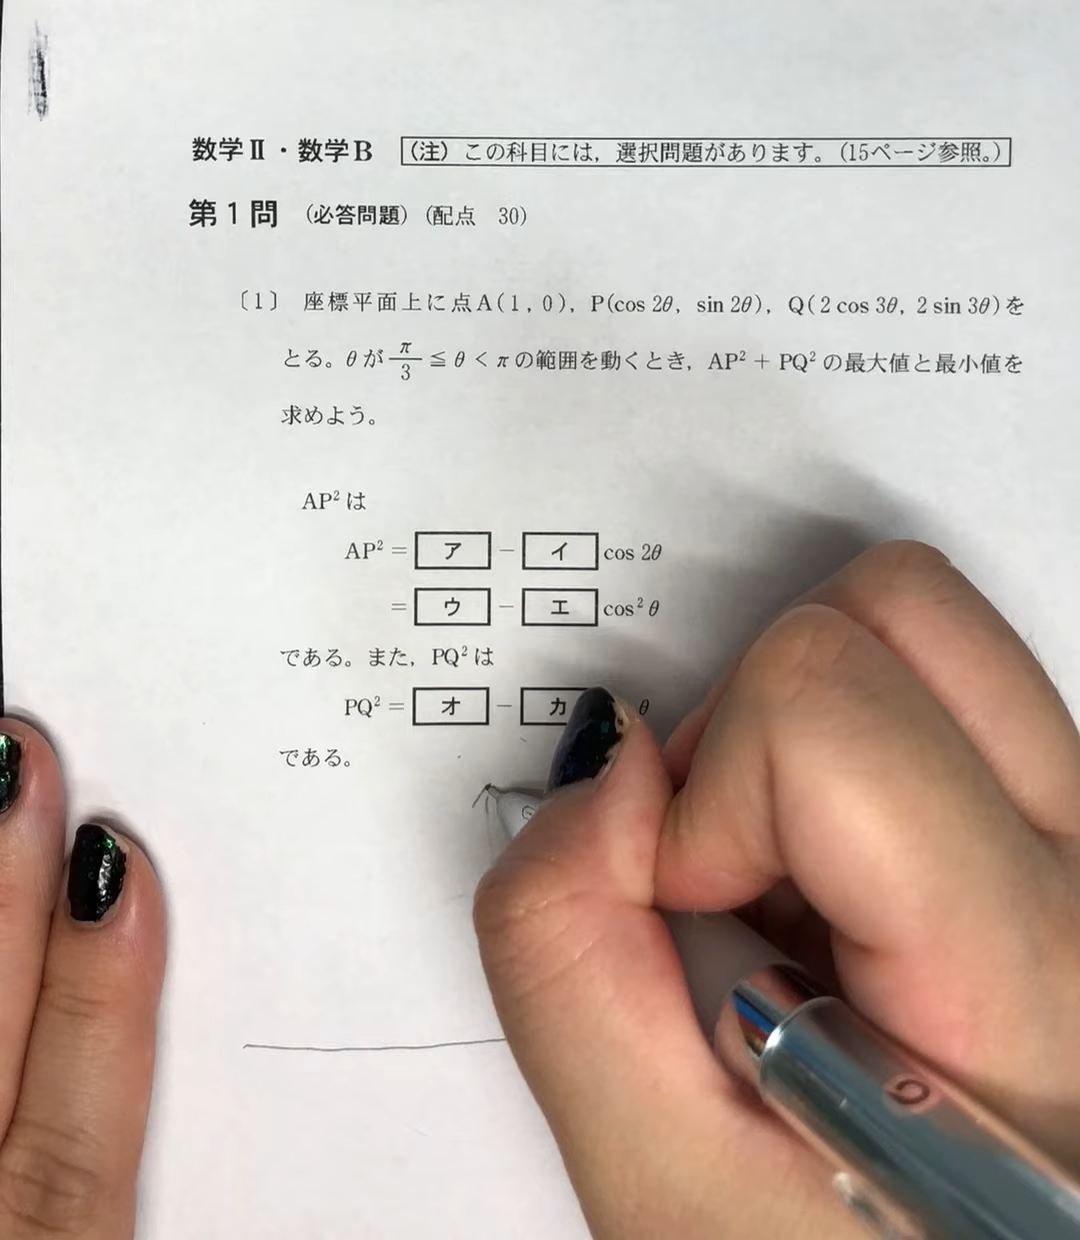 数学Ⅱ・数学B (注) この科目には，選択問題があります。(15ページ参照。)
第1問 (必答問題) (配点 30)
〔1〕 座標平面上に点A(1, 0)，P(cos 2θ, sin 2θ)，Q(2 cos 3θ, 2 sin 3θ)を
とる。θが π/3 ≦ θ < π の範囲を動くとき，AP² + PQ² の最大値と最小値を
求めよう。
AP² は
AP² = ア − イ cos 2θ
= ウ − エ cos² θ
である。また，PQ² は
PQ² = オ − カ θ
である。